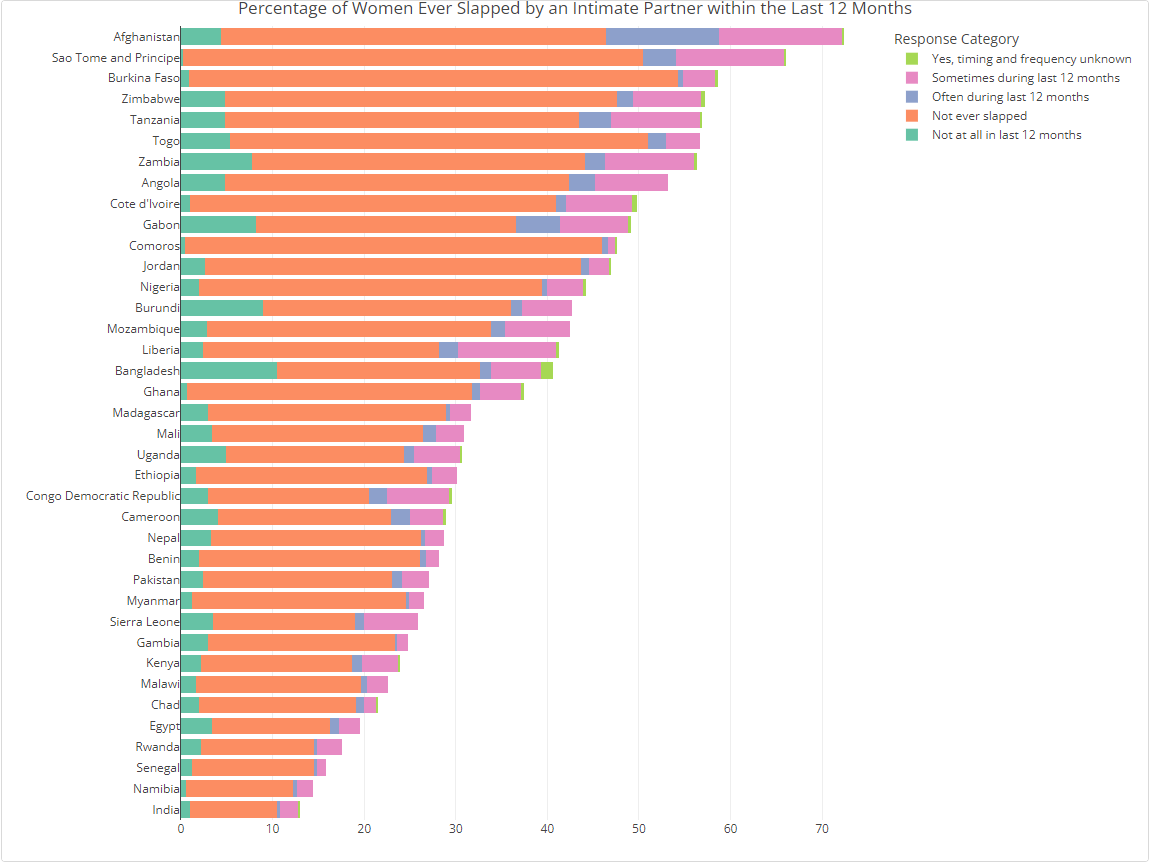 Percentage of Women Ever Slapped by an Intimate Partner within the Last 12 Months
Response Category
Yes, timing and frequency unknown
Sometimes during last 12 months
Often during last 12 months
Not ever slapped
Not at all in last 12 months
Afghanistan
Sao Tome and Principe
Burkina Faso
Zimbabwe
Tanzania
Togo
Zambia
Angola
Cote d'Ivoire
Gabon
Comoros
Jordan
Nigeria
Burundi
Mozambique
Liberia
Bangladesh
Ghana
Madagascar
Mali
Uganda
Ethiopia
Congo Democratic Republic
Cameroon
Nepal
Benin
Pakistan
Myanmar
Sierra Leone
Gambia
Kenya
Malawi
Chad
Egypt
Rwanda
Senegal
Namibia
India
0 10 20 30 40 50 60 70